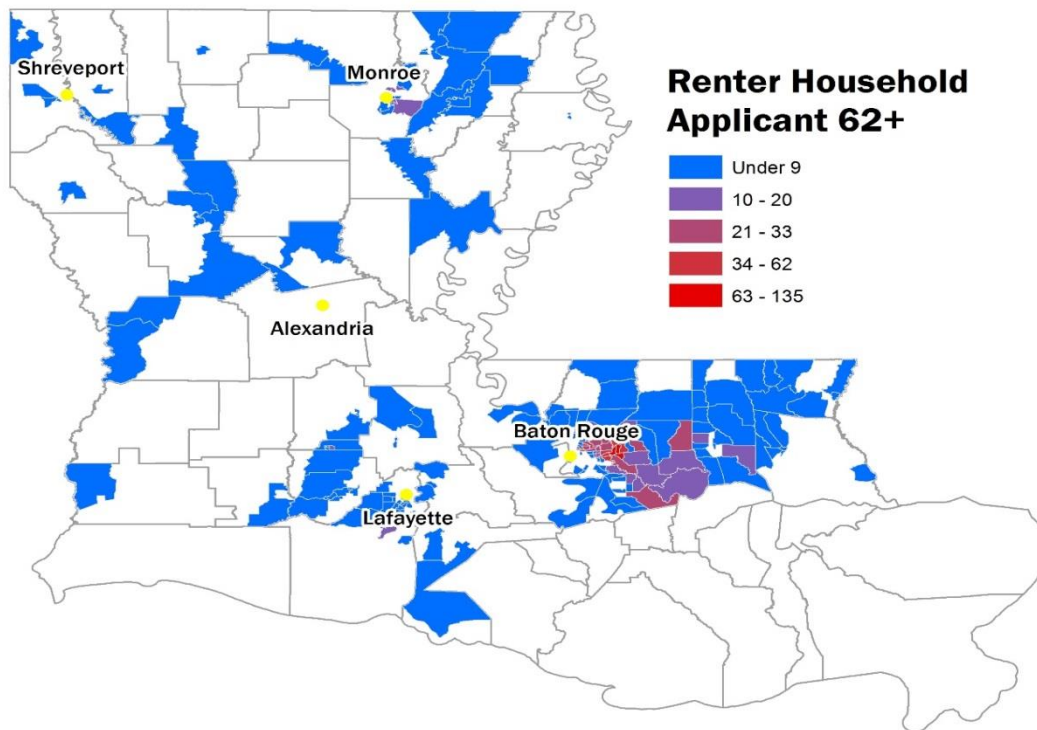 Shreveport
Monroe
Renter Household
Applicant 62+
Under 9
10 - 20
21 - 33
34 - 62
63 - 135
Alexandria
Baton Rouge
Lafayette